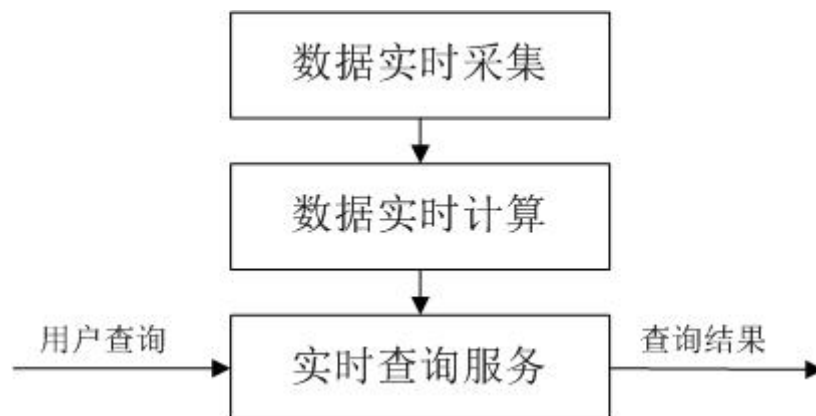 数据实时采集
数据实时计算
用户查询
实时查询服务
查询结果